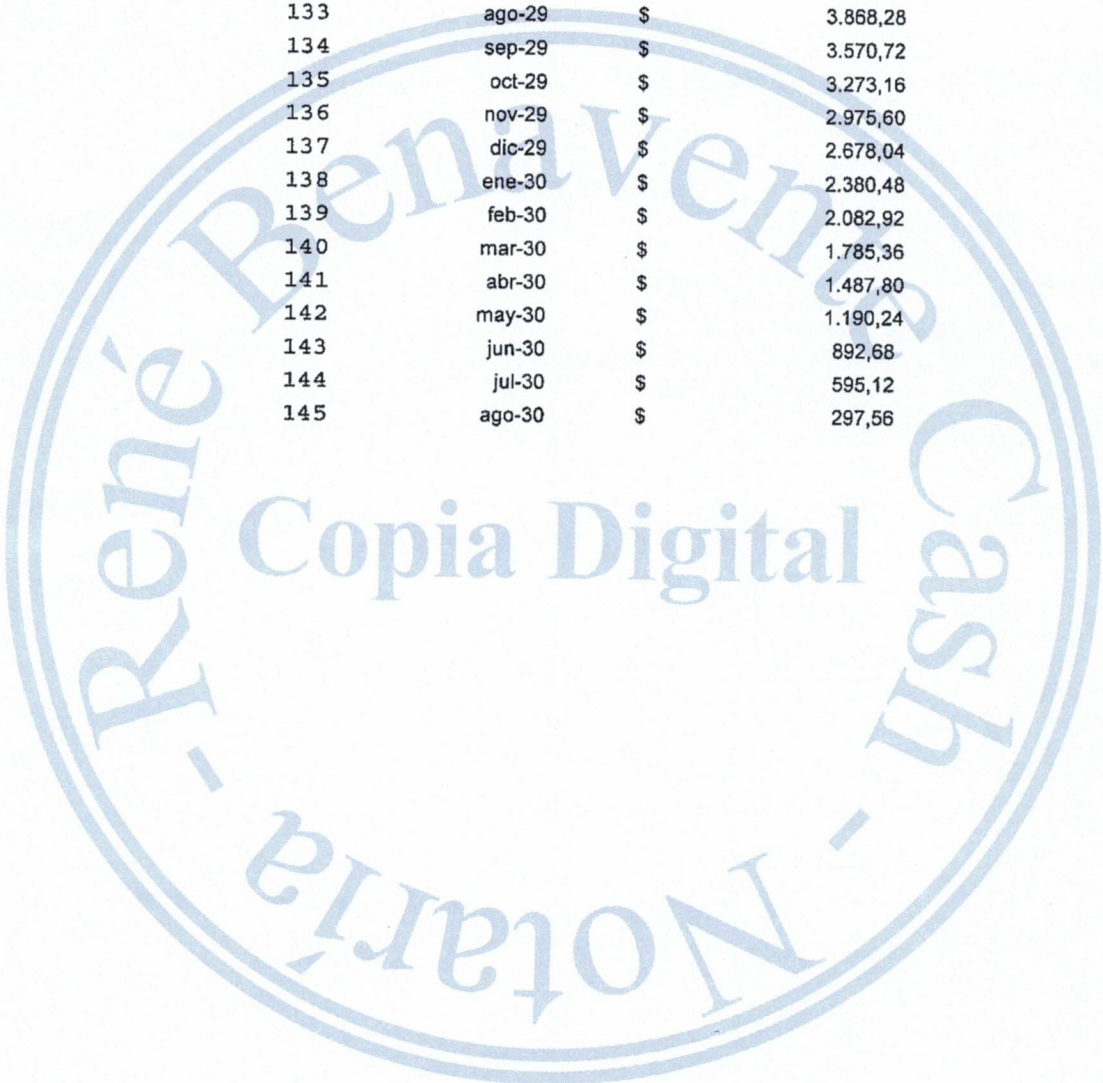 133 ago-29 $ 3.868,28
134 sep-29 $ 3.570,72
135 oct-29 $ 3.273,16
136 nov-29 $ 2.975,60
137 dic-29 $ 2.678,04
138 ene-30 $ 2.380,48
139 feb-30 $ 2.082,92
140 mar-30 $ 1.785,36
141 abr-30 $ 1.487,80
142 may-30 $ 1.190,24
143 jun-30 $ 892,68
144 jul-30 $ 595,12
145 ago-30 $ 297,56
René Benavente Cash - Notaría -
Copia Digital